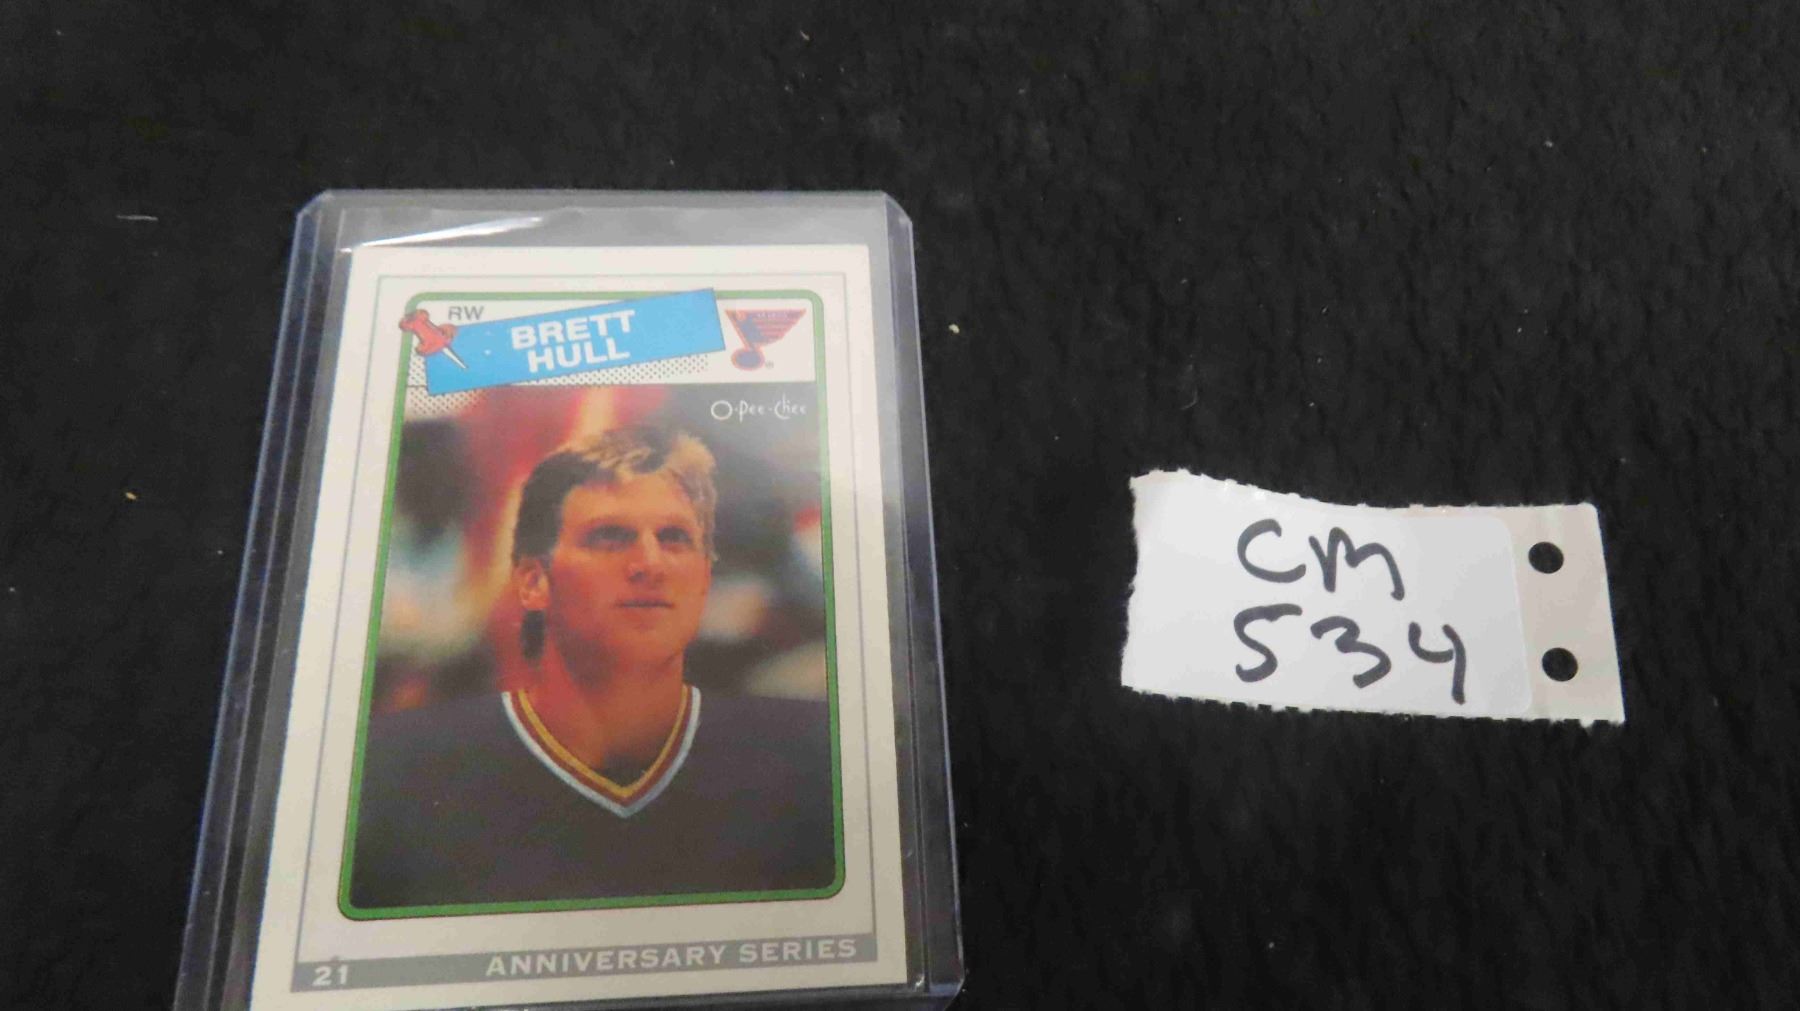 RW
BRETT
HULL
O-Pee-Chee
21
ANNIVERSARY SERIES
CM
534